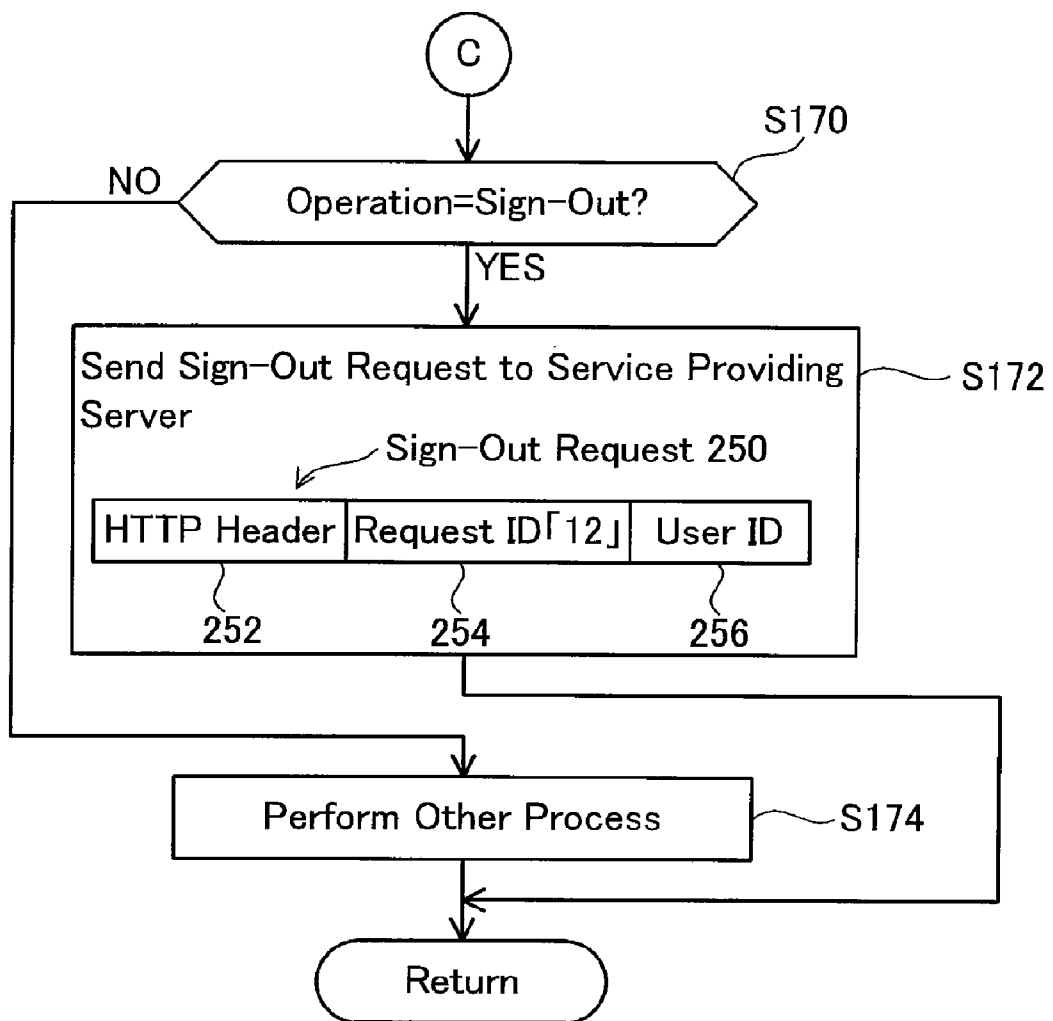 C
S170
NO
Operation=Sign-Out?
YES
Send Sign-Out Request to Service Providing
Server
S172
Sign-Out Request 250
HTTP Header
Request ID「12」
User ID
252
254
256
Perform Other Process
S174
Return